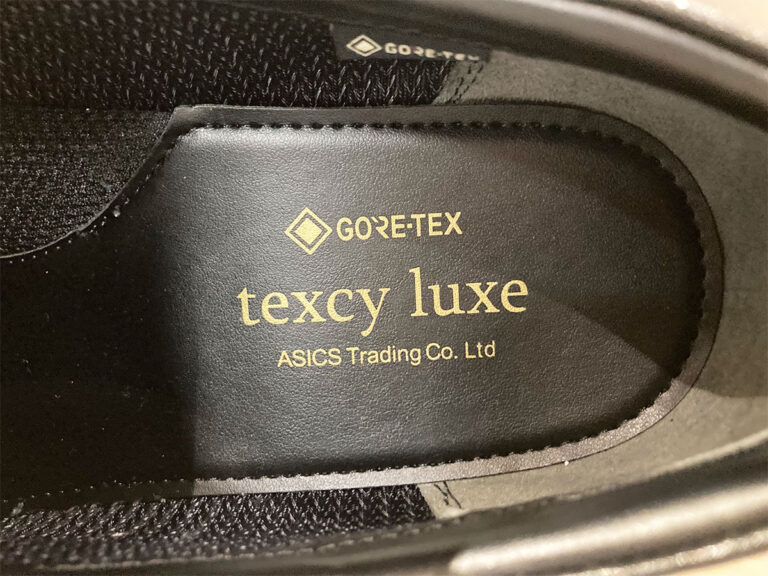 GORE-TEX
GORE-TEX
texcy luxe
ASICS Trading Co. Ltd